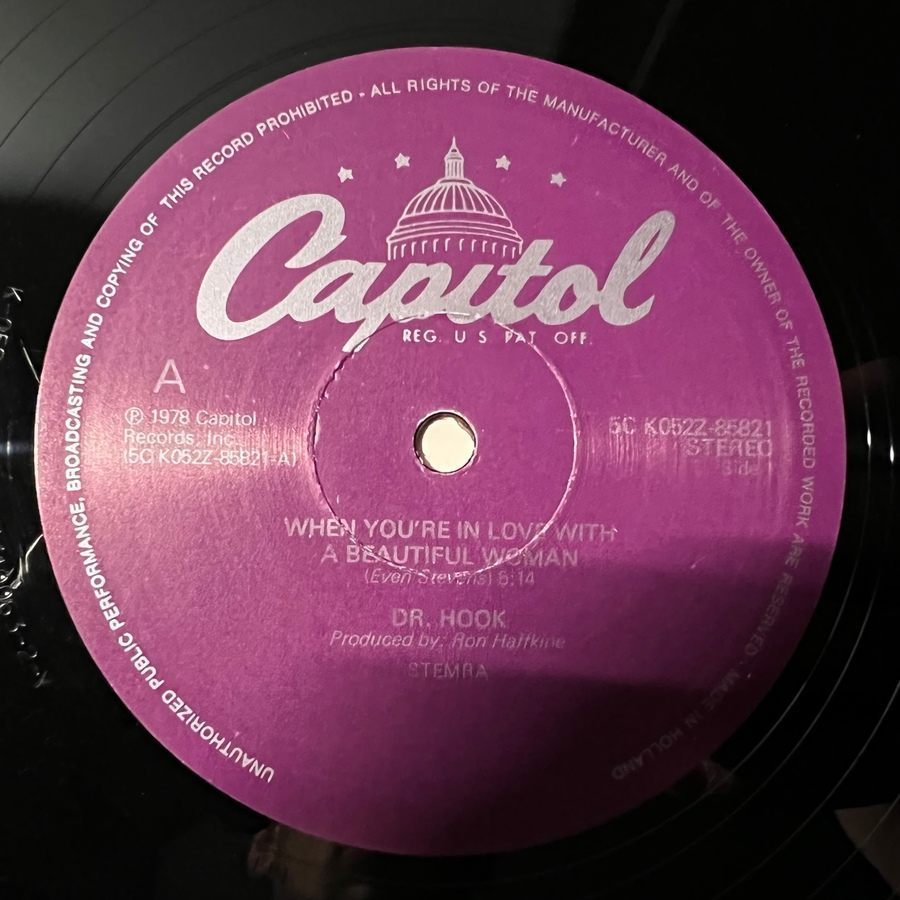 UNAUTHORIZED PUBLIC PERFORMANCE, BROADCASTING AND COPYING OF THIS RECORD PROHIBITED - ALL RIGHTS OF THE MANUFACTURER AND OF THE OWNER OF THE RECORDED WORK ARE RESERVED - MADE IN HOLLAND
Capitol
REG. U S PAT OFF.
A
℗ 1978 Capitol
Records, Inc.
(5C K052Z-85821-A)
5C K052Z-85821
STEREO
Side
WHEN YOU'RE IN LOVE WITH
A BEAUTIFUL WOMAN
(Even Stevens) 6:14
DR. HOOK
Produced by: Ron Haffkine
STEMRA